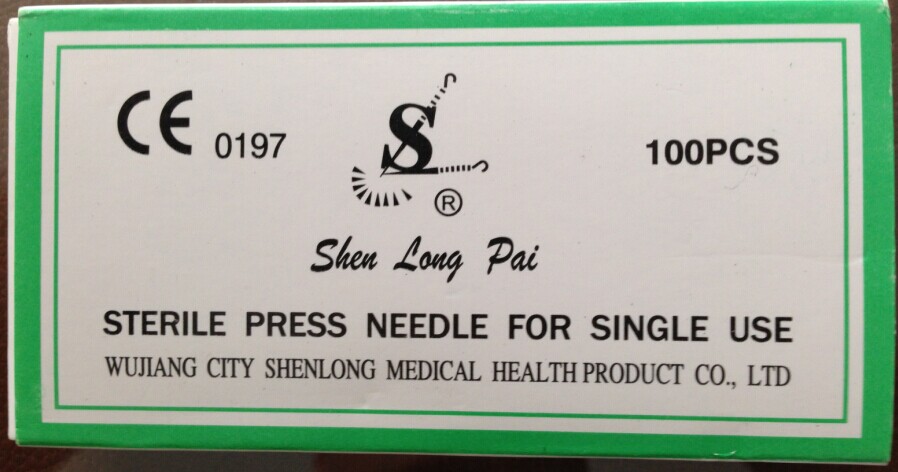 CE 0197
S
100PCS
®
Shen Long Pai
STERILE PRESS NEEDLE FOR SINGLE USE
WUJIANG CITY SHENLONG MEDICAL HEALTH PRODUCT CO., LTD